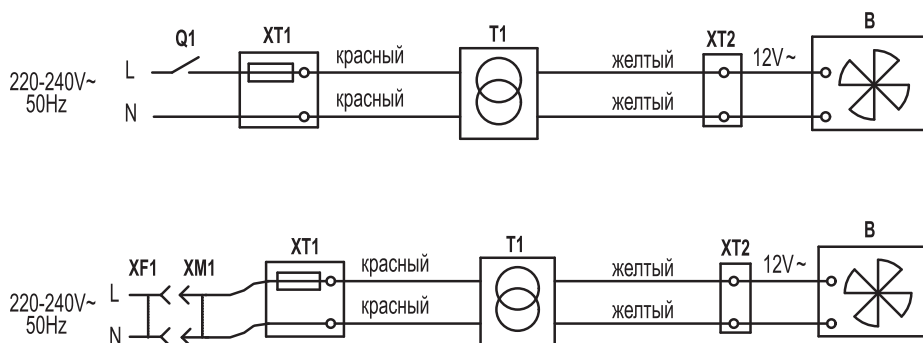 Q1 XT1 T1 XT2 B
L красный желтый 12V~
220-240V~
50Hz
N красный желтый
XF1 XM1 XT1 T1 XT2 B
L красный желтый 12V~
220-240V~
50Hz
N красный желтый